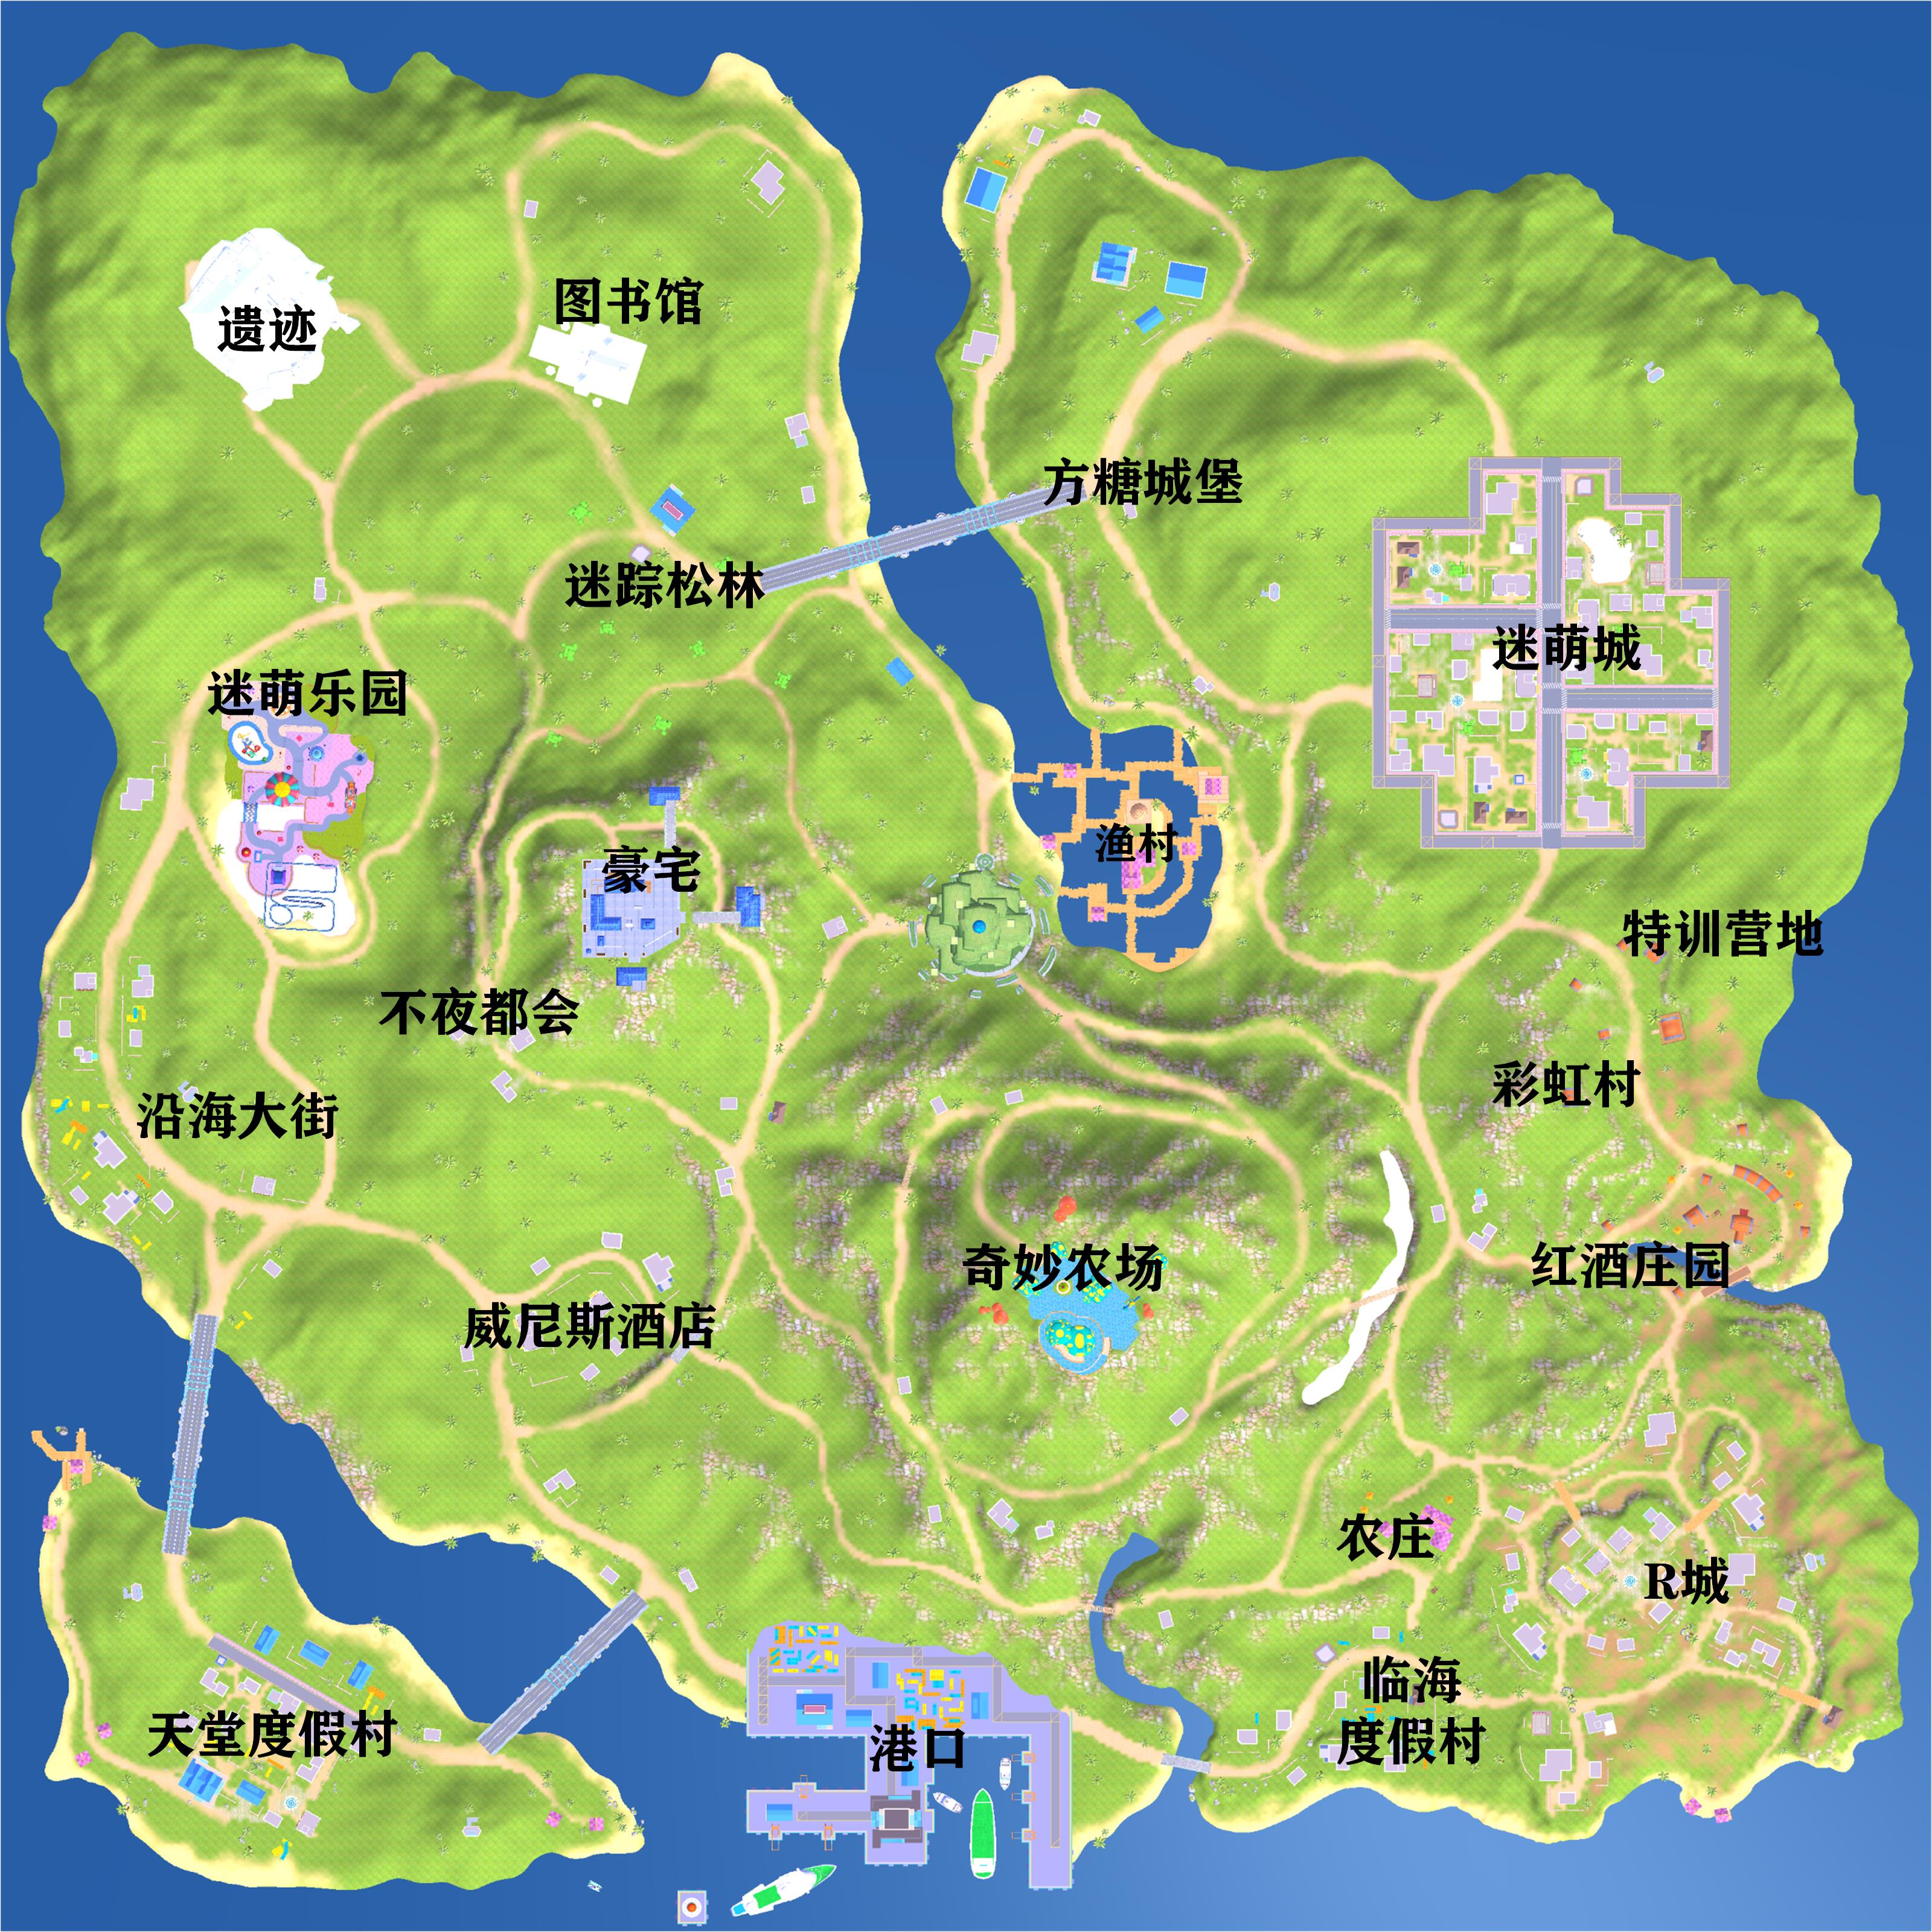 图书馆
遗迹
方糖城堡
迷踪松林
迷萌城
迷萌乐园
渔村
豪宅
特训营地
不夜都会
彩虹村
沿海大街
奇妙农场
红酒庄园
威尼斯酒店
农庄
R城
临海
度假村
天堂度假村
港口